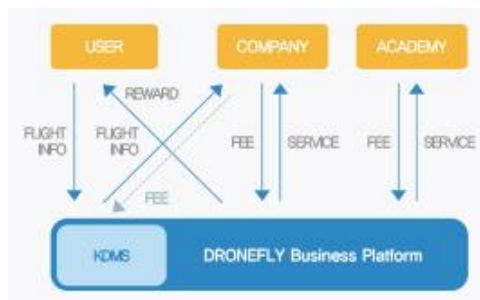 USER COMPANY ACADEMY
REWARD
FLIGHT INFO
FLIGHT INFO
FEE
SERVICE
FEE
SERVICE
FEE
KDMS
DRONEFLY Business Platform